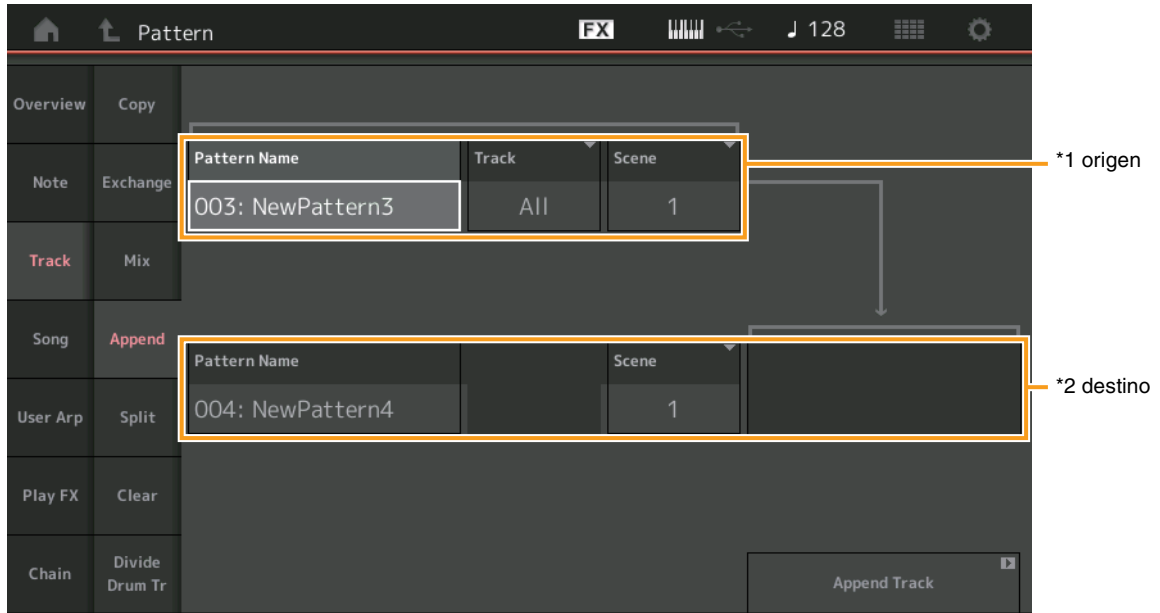 Pattern
FX
♩ 128
Overview
Copy
Pattern Name
Track
Scene
*1 origen
Note
Exchange
003: NewPattern3
All
1
Track
Mix
Song
Append
Pattern Name
Scene
*2 destino
User Arp
Split
004: NewPattern4
1
Play FX
Clear
Chain
Divide
Drum Tr
Append Track